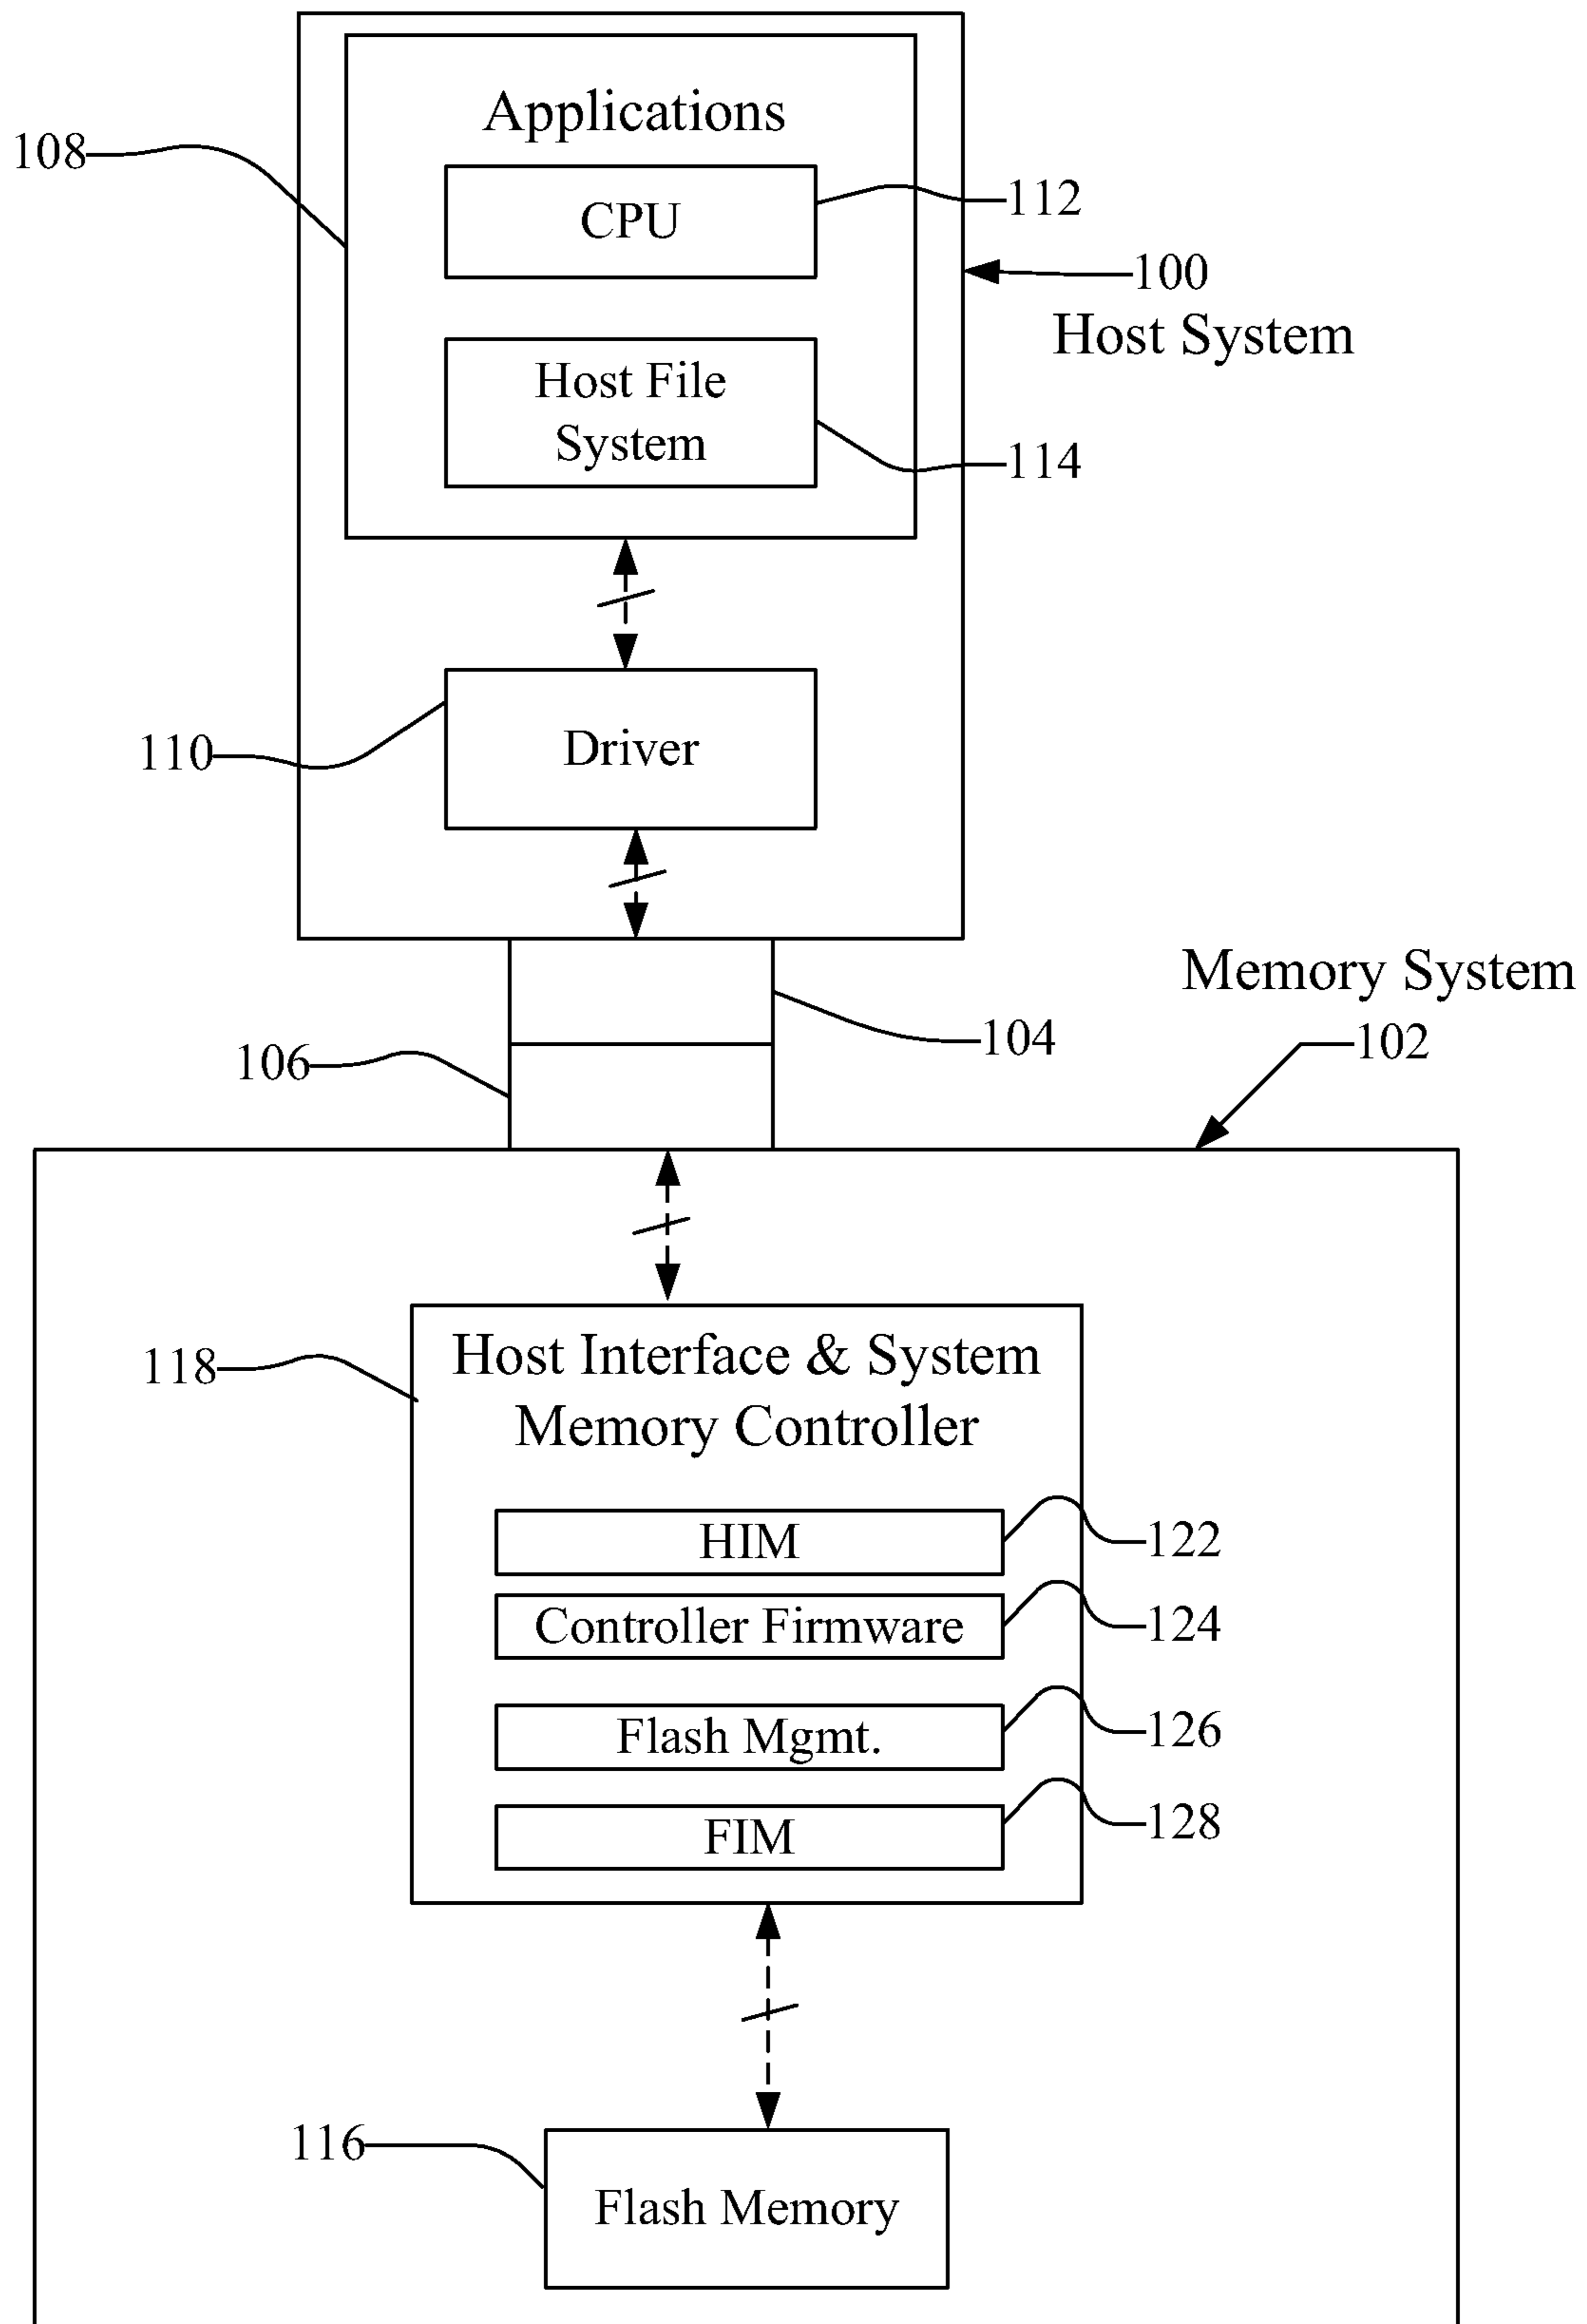 Applications
108
CPU
112
100
Host System
Host File
System
114
Driver
110
Memory System
104
102
106
Host Interface & System
Memory Controller
118
HIM
122
Controller Firmware
124
Flash Mgmt.
126
FIM
128
116
Flash Memory